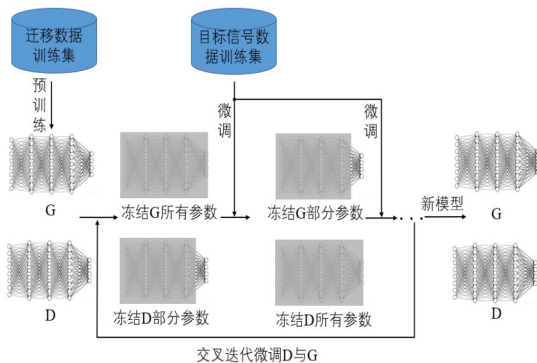 迁移数据
训练集
目标信号数
据训练集
预
训
练
微
调
微
调
G
冻结G所有参数
冻结G部分参数
...
新模型
G
D
冻结D部分参数
冻结D所有参数
D
交叉迭代微调D与G